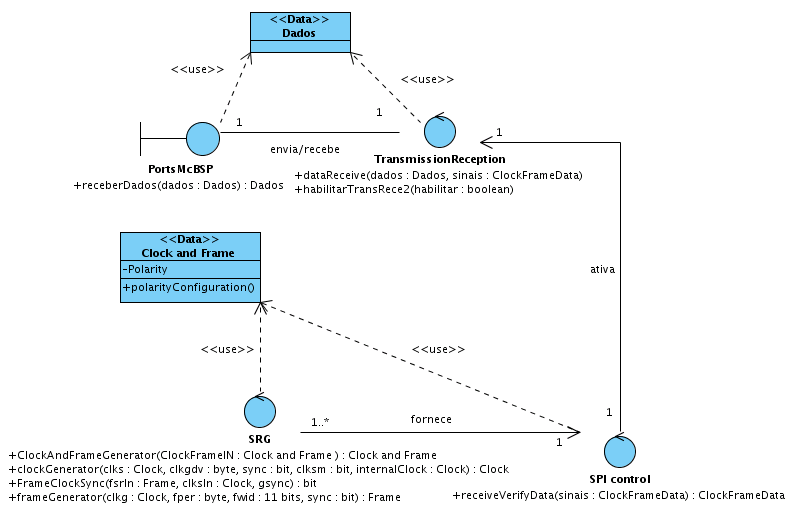 <<Data>>
Dados
<<use>>
<<use>>
1
1
envia/recebe
1
PortsMcBSP
+receberDados(dados : Dados) : Dados
TransmissionReception
+dataReceive(dados : Dados, sinais : ClockFrameData)
+habilitarTransRece2(habilitar : boolean)
<<Data>>
Clock and Frame
-Polarity
+polarityConfiguration()
ativa
<<use>>
<<use>>
1..*
fornece
1
1
SRG
+ClockAndFrameGenerator(ClockFrameIN : Clock and Frame ) : Clock and Frame
+clockGenerator(clks : Clock, clkgdv : byte, sync : bit, clksm : bit, internalClock : Clock) : Clock
+FrameClockSync(fsrIn : Frame, clksIn : Clock, gsync) : bit
+frameGenerator(clkg : Clock, fper : byte, fwid : 11 bits, sync : bit) : Frame
SPI control
+receiveVerifyData(sinais : ClockFrameData) : ClockFrameData